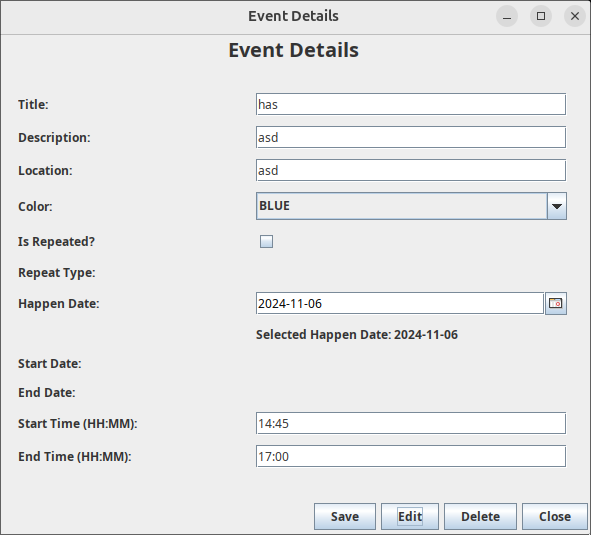 Event Details
Event Details
Title: has
Description: asd
Location: asd
Color: BLUE
Is Repeated?
Repeat Type:
Happen Date: 2024-11-06
Selected Happen Date: 2024-11-06
Start Date:
End Date:
Start Time (HH:MM): 14:45
End Time (HH:MM): 17:00
Save Edit Delete Close